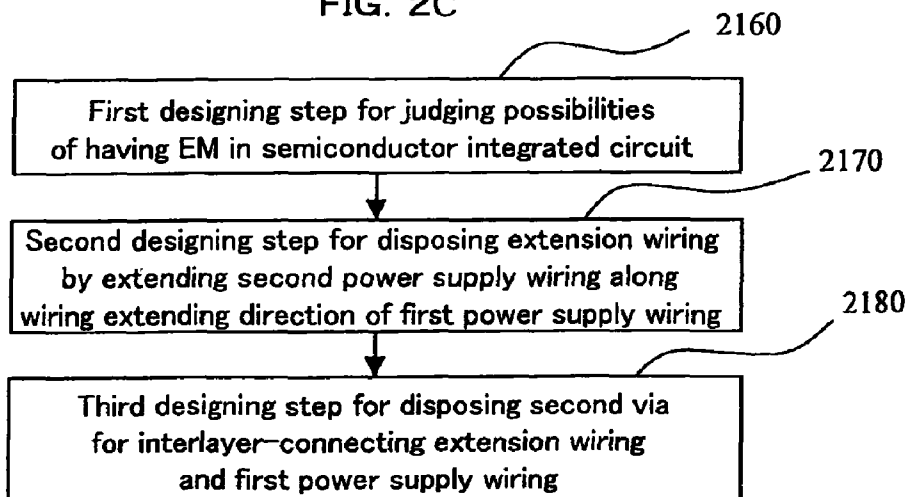 FIG. 2C
2160
First designing step for judging possibilities
of having EM in semiconductor integrated circuit
2170
Second designing step for disposing extension wiring
by extending second power supply wiring along
wiring extending direction of first power supply wiring
2180
Third designing step for disposing second via
for interlayer-connecting extension wiring
and first power supply wiring